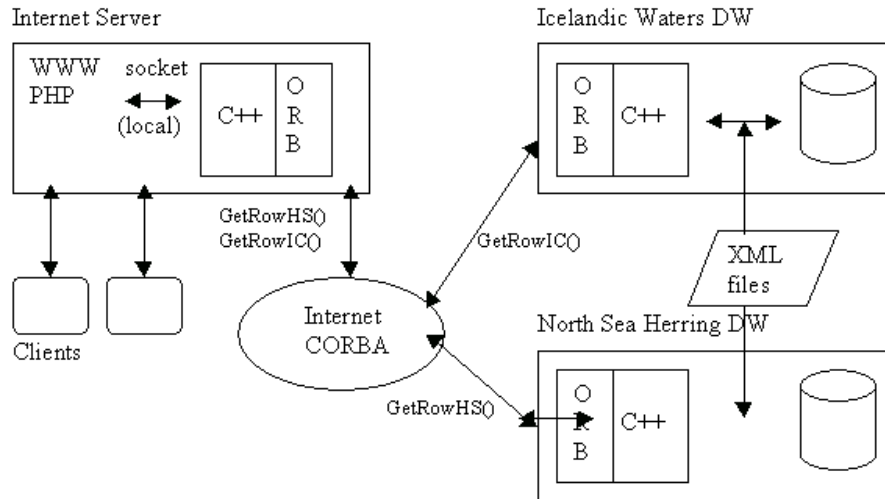 Internet Server
WWW
PHP
socket
(local)
C++
O
R
B
GetRowHS()
GetRowIC()
Clients
Internet
CORBA
Icelandic Waters DW
O
R
B
C++
GetRowIC()
XML
files
North Sea Herring DW
GetRowHS()
O
R
B
C++